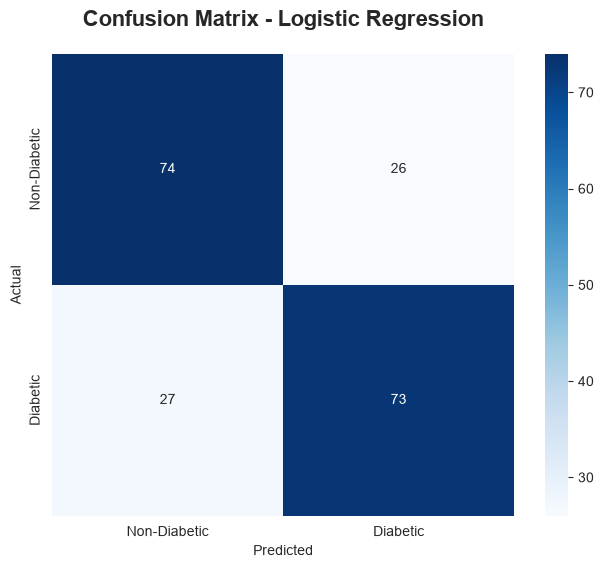 Confusion Matrix - Logistic Regression
Non-Diabetic
Diabetic
Actual
74
26
27
73
Non-Diabetic
Diabetic
Predicted
70
60
50
40
30